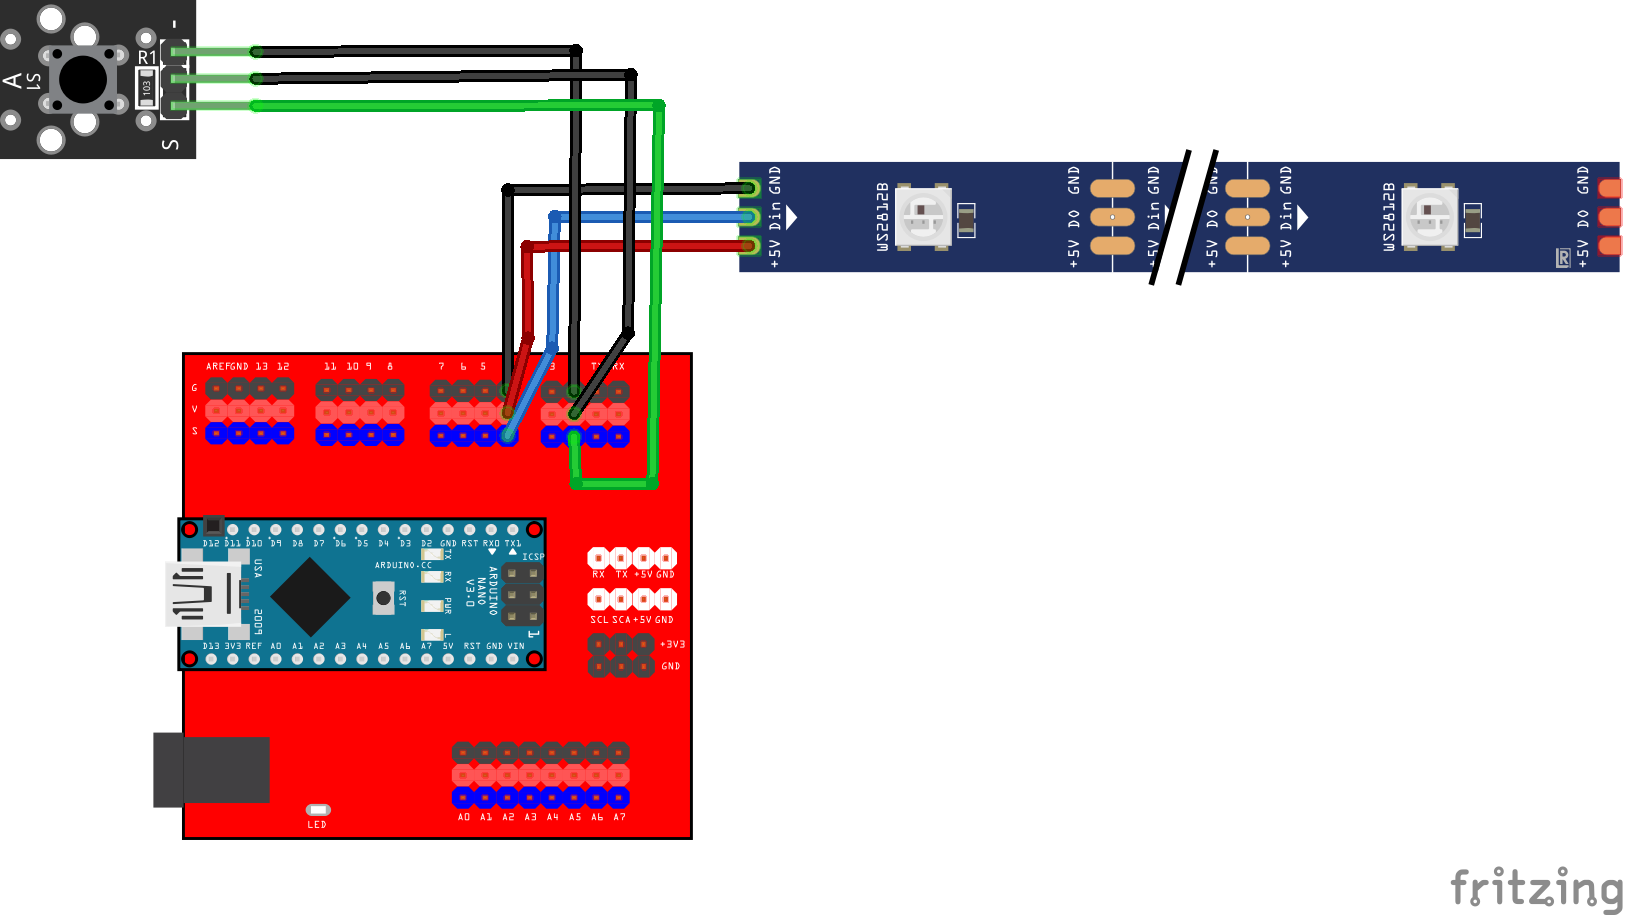 -
R1
A
S1
103
S
GND
Din
+5V
WS2812B
GND
DO
+5V
GND
Din
+5V
GND
DO
+5V
GND
Din
+5V
WS2812B
GND
DO
+5V
R
AREF GND 13 12 11 10 9 8 7 6 5 3 RX
G
V
S
D12 D11 D10 D9 D8 D7 D6 D5 D4 D3 D2 GND RST RX0 TX1
USA
2009
ARDUINO.CC
RST
TX
RX
PWR
L
ARDUINO
NANO
V3.0
ICSP
1
D13 3V3 REF A0 A1 A2 A3 A4 A5 A6 A7 5V RST GND VIN
RX TX +5V GND
SCL SCA +5V GND
+3V3
GND
A0 A1 A2 A3 A4 A5 A6 A7
LED
fritzing